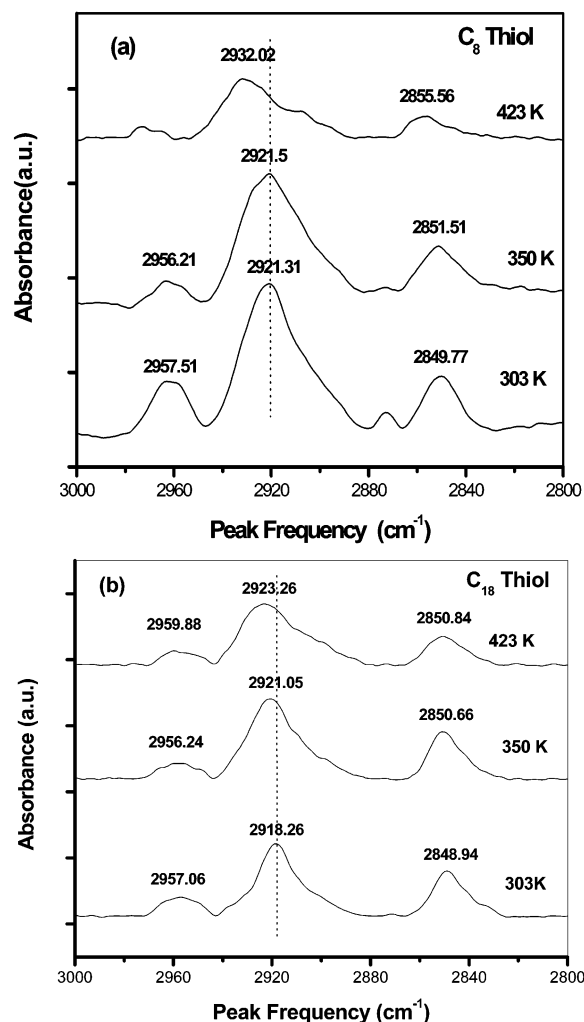 (a)
C8 Thiol
2932.02
2855.56
423 K
2921.5
2956.21
2851.51
350 K
2921.31
2957.51
2849.77
303 K
Absorbance(a.u.)
3000 2960 2920 2880 2840 2800
Peak Frequency (cm-1)
(b)
C18 Thiol
2923.26
2959.88
2850.84
423 K
2921.05
2956.24
2850.66
350 K
2918.26
2957.06
2848.94
303K
Absorbance (a.u.)
3000 2960 2920 2880 2840 2800
Peak Frequency (cm-1)